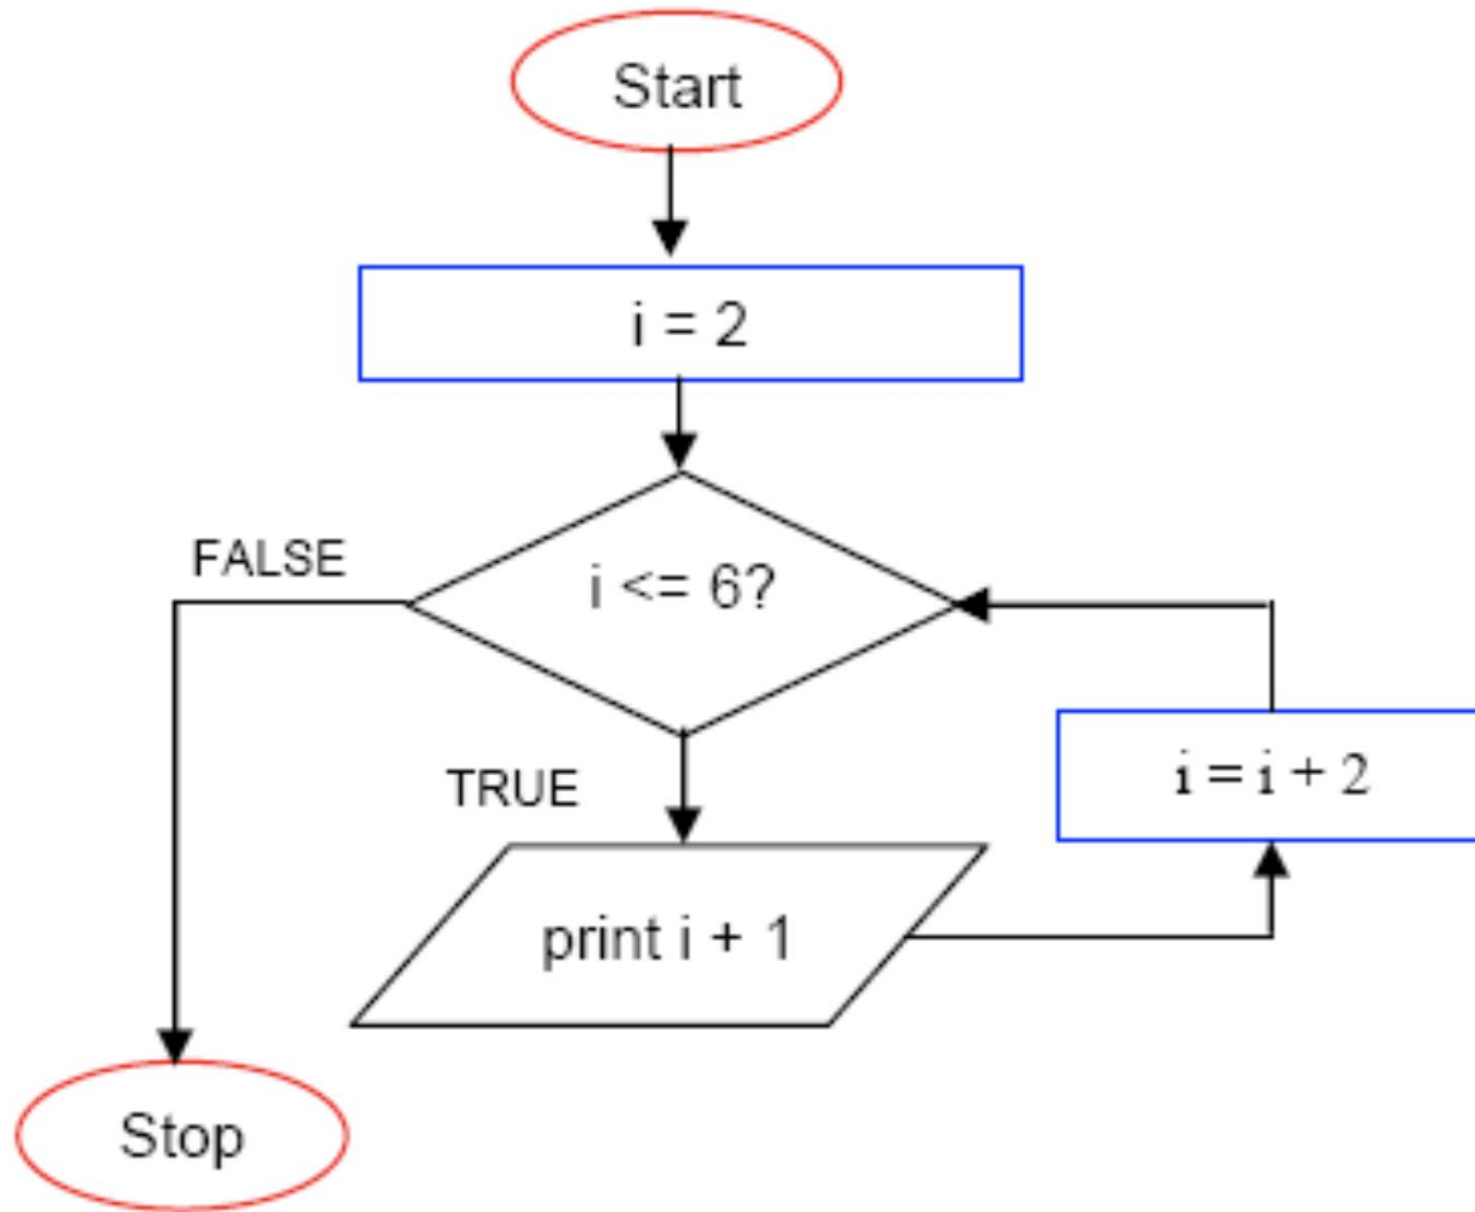 Start
i = 2
i <= 6?
FALSE
TRUE
i = i + 2
print i + 1
Stop